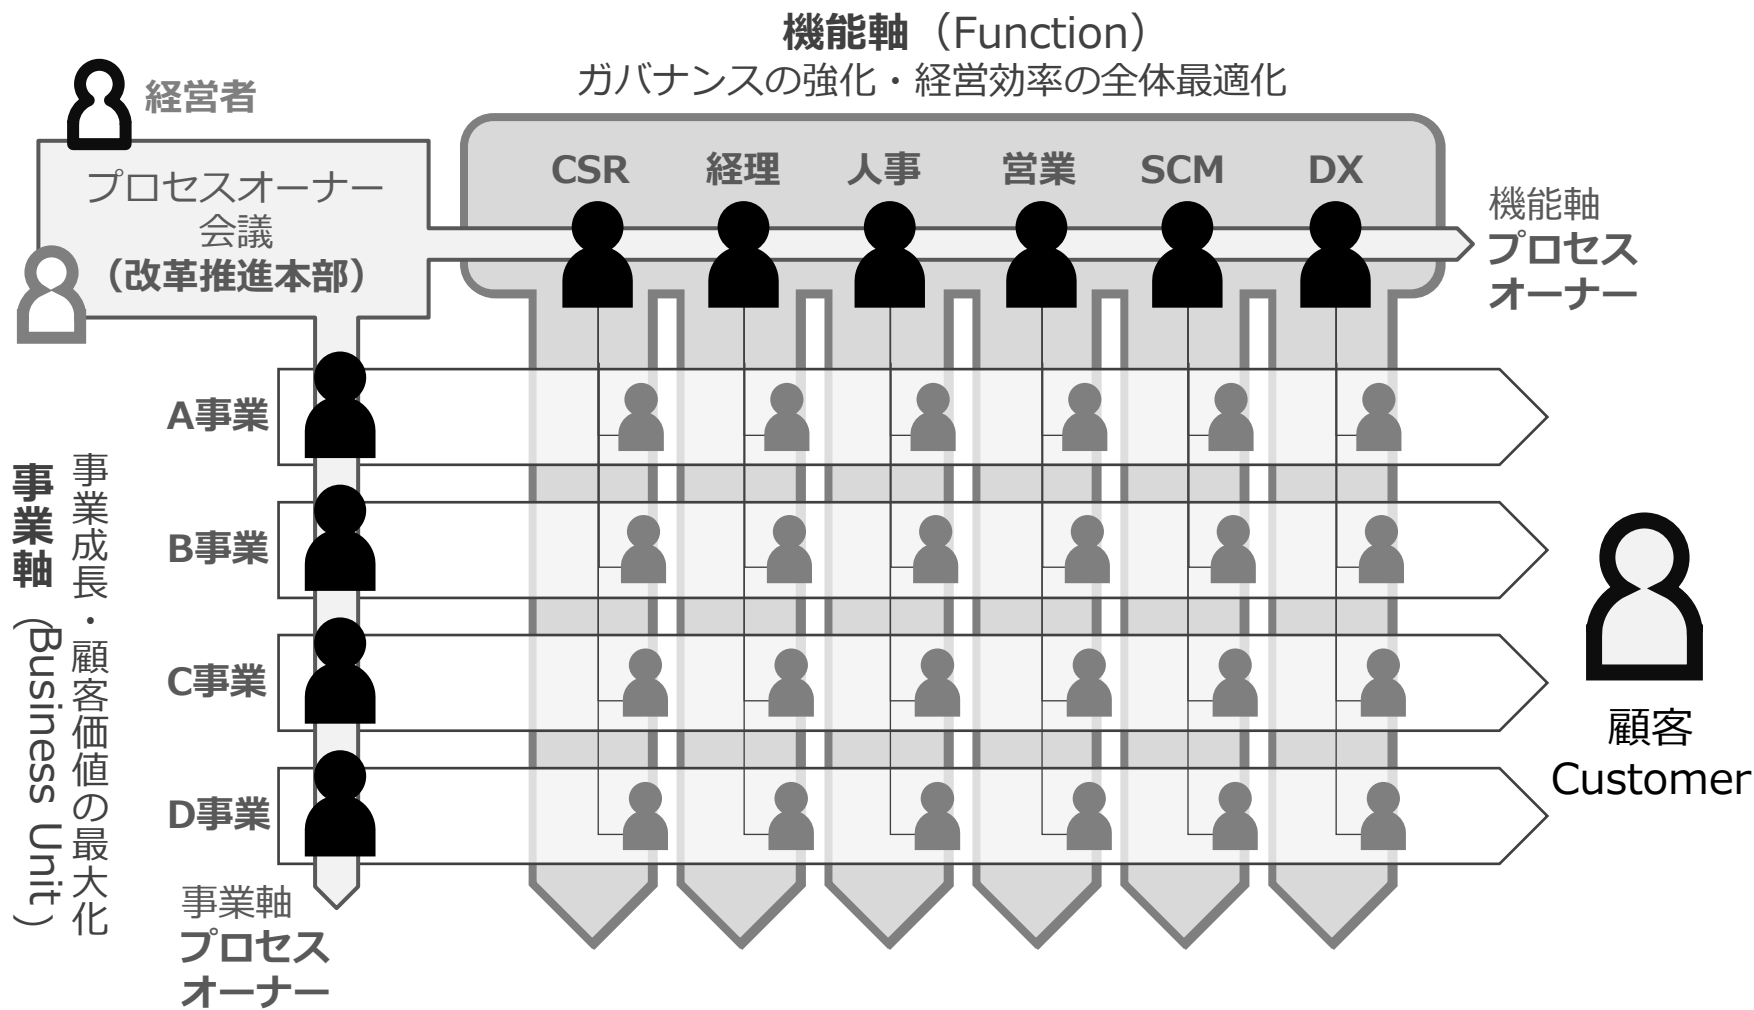 機能軸（Function）
ガバナンスの強化・経営効率の全体最適化
経営者
プロセスオーナー
会議
（改革推進本部）
CSR
経理
人事
営業
SCM
DX
機能軸
プロセス
オーナー
A事業
B事業
C事業
D事業
事業軸（Business Unit）
事業成長・顧客価値の最大化
事業軸
プロセス
オーナー
顧客
Customer